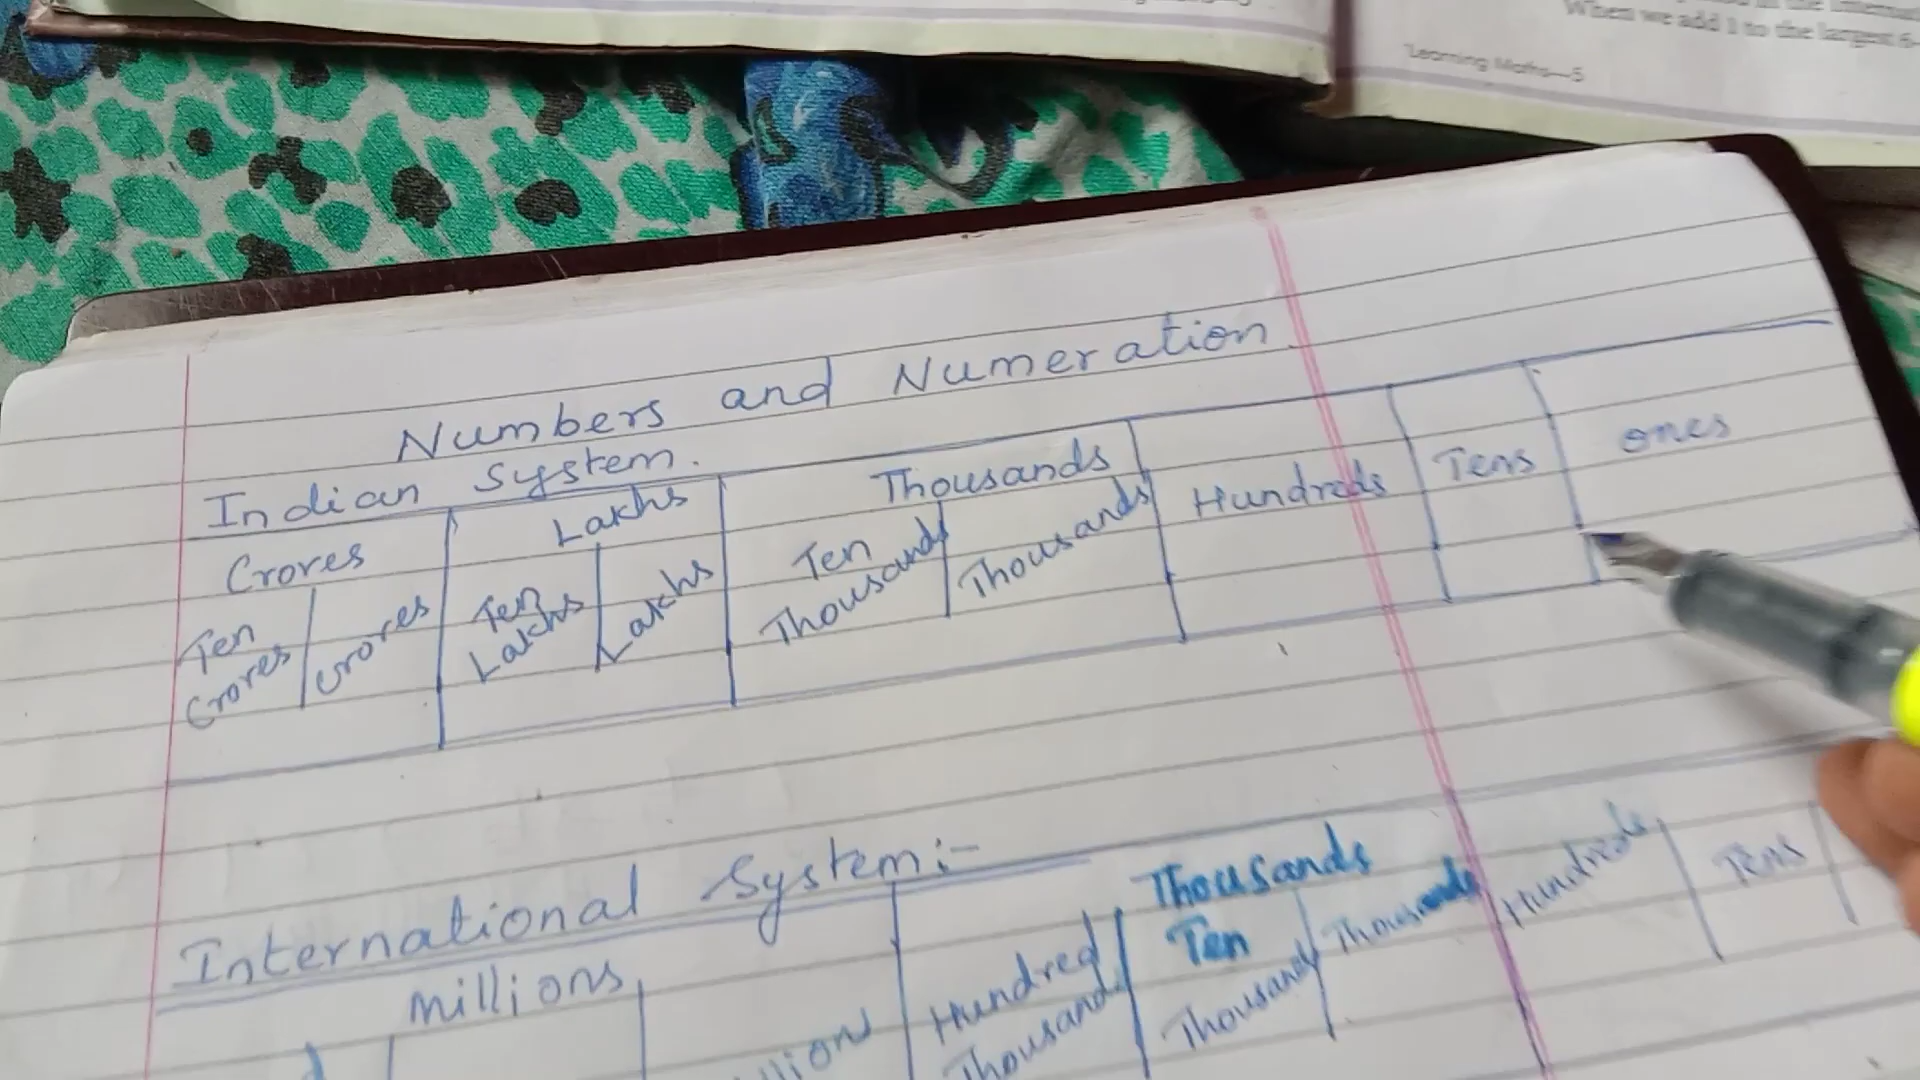 When we add 1 to the largest 6-
"Learning Maths—5
Numbers and Numeration
Indian System.
Crores Lakhs Thousands Hundreds Tens ones
Ten Crores Crores Ten Lakhs Lakhs Ten Thousands Thousands
International System:-
millions Thousands Hundreds Tens
Hundred Thousands Ten Thousands Thousands